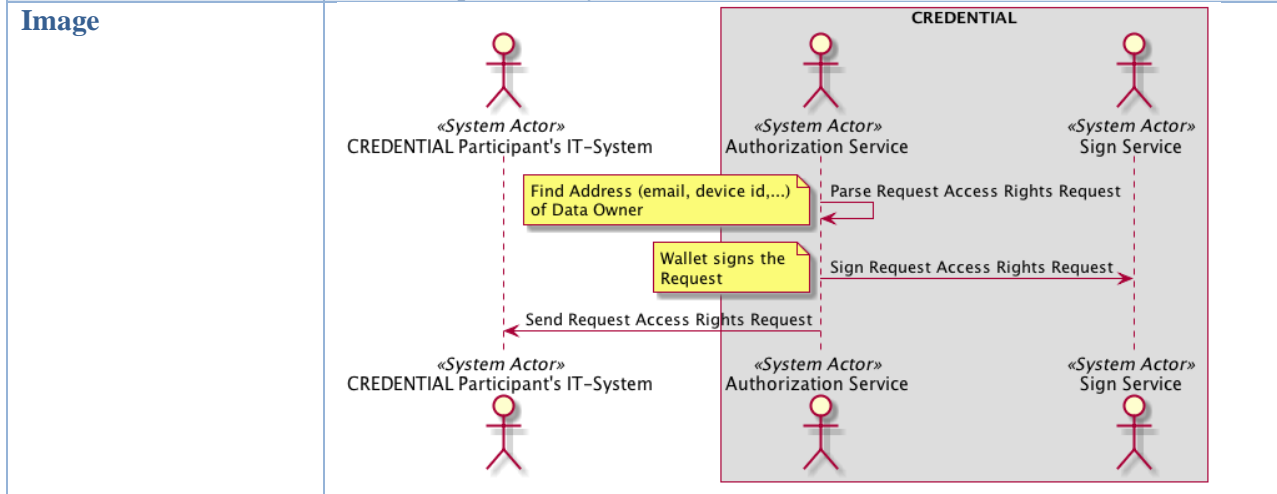 Image
CREDENTIAL
«System Actor»
CREDENTIAL Participant's IT-System
«System Actor»
Authorization Service
«System Actor»
Sign Service
Find Address (email, device id,...)
of Data Owner
Parse Request Access Rights Request
Wallet signs the
Request
Sign Request Access Rights Request
Send Request Access Rights Request
«System Actor»
CREDENTIAL Participant's IT-System
«System Actor»
Authorization Service
«System Actor»
Sign Service